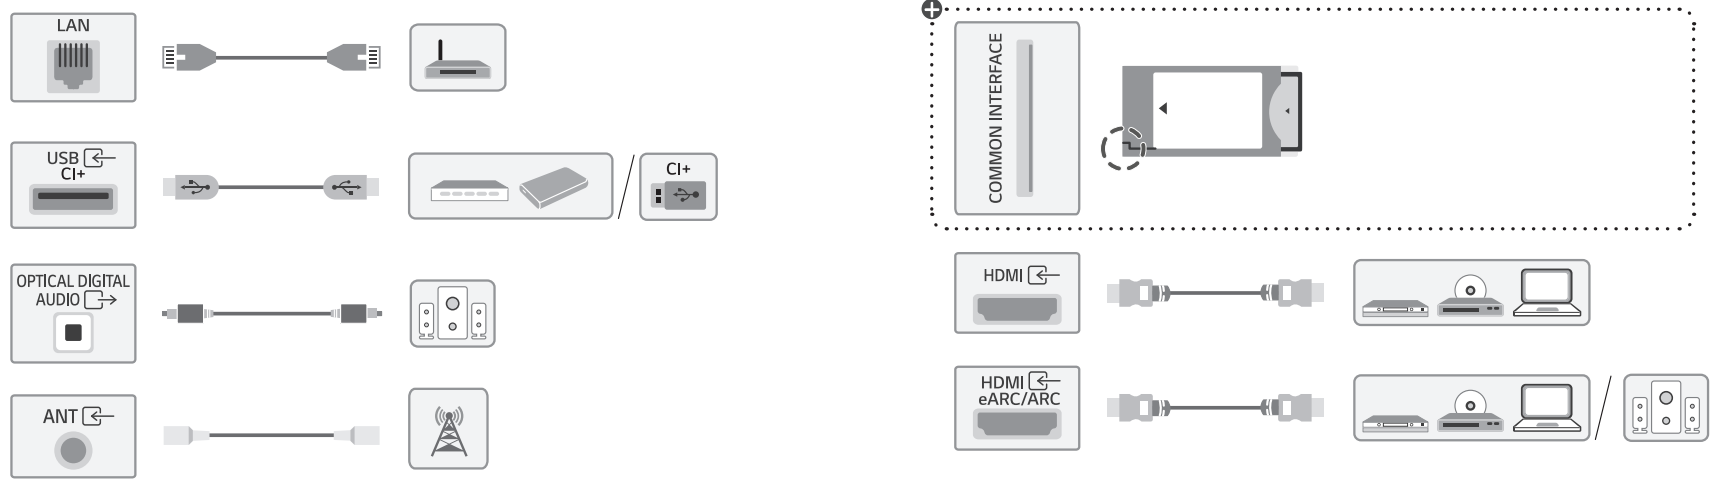 LAN
USB
CI+
CI+
OPTICAL DIGITAL
AUDIO
ANT
COMMON INTERFACE
HDMI
HDMI
eARC/ARC